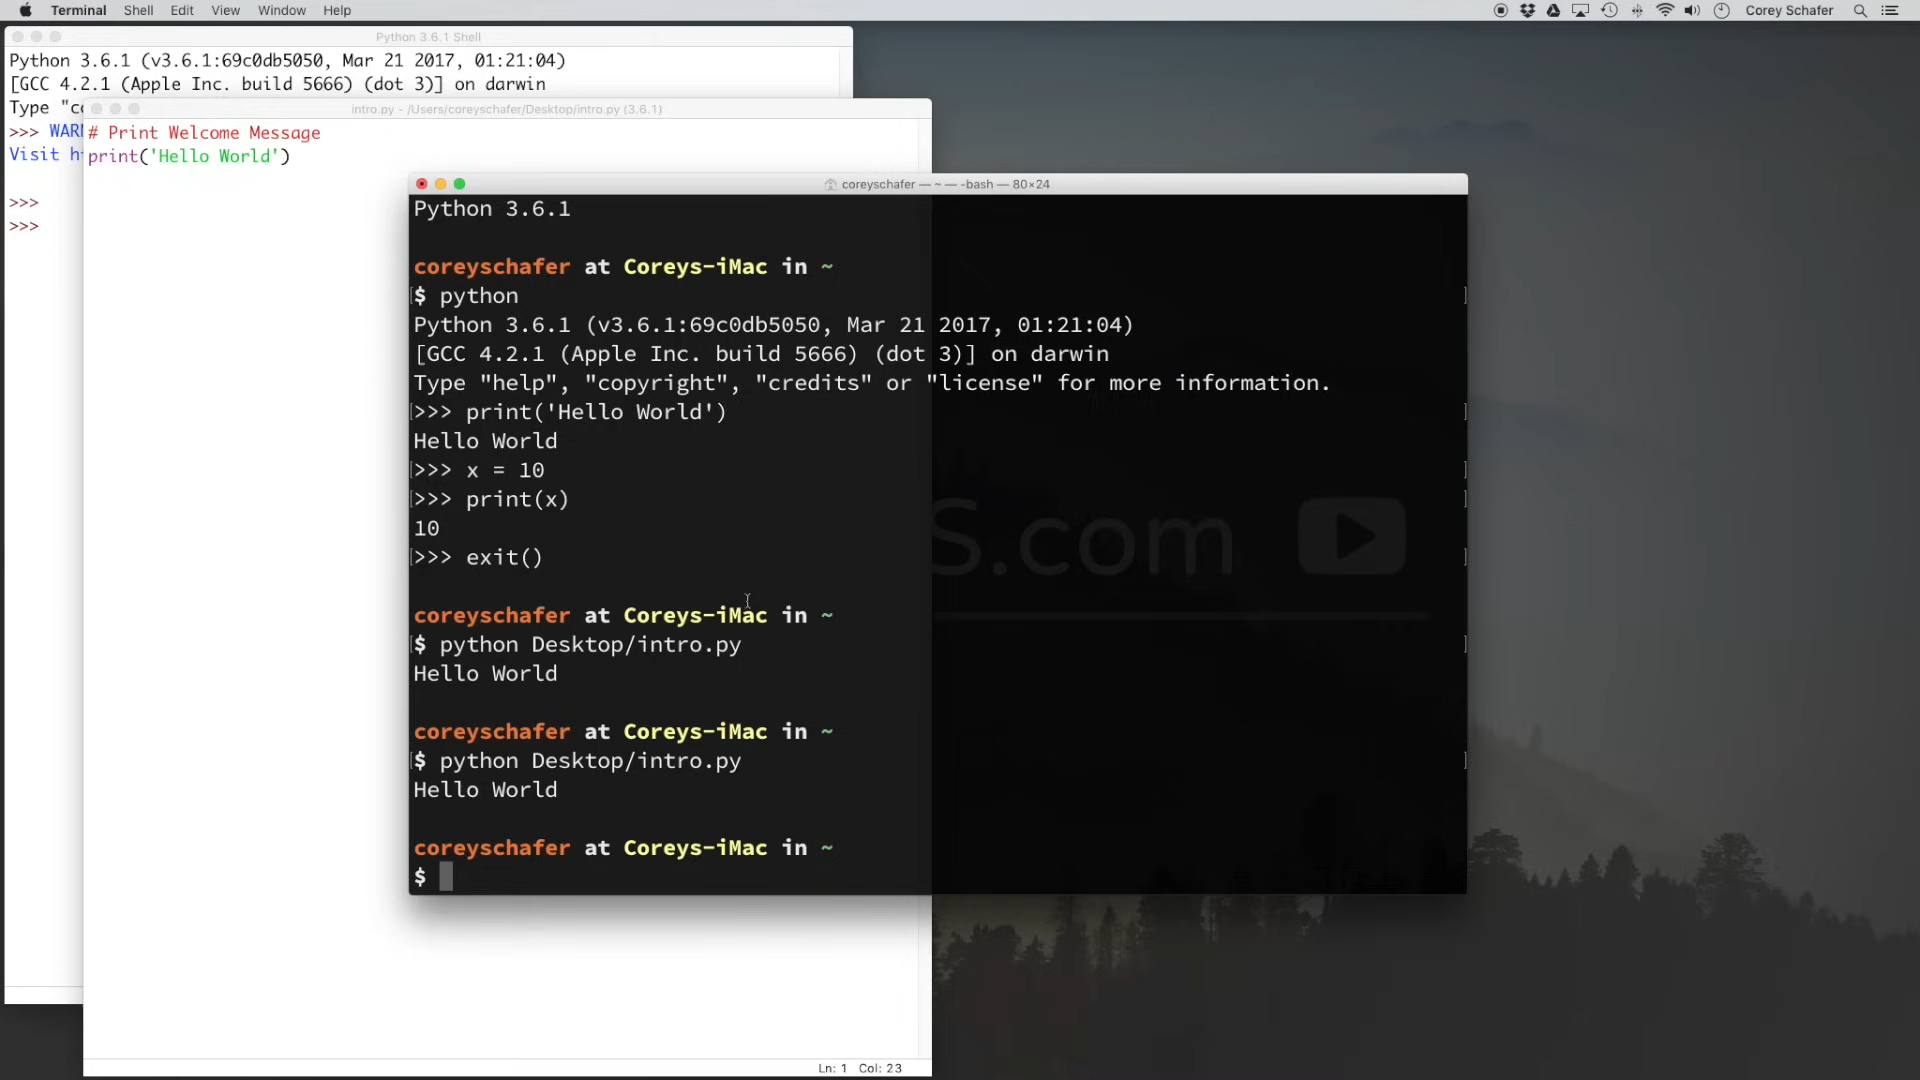 Terminal Shell Edit View Window Help Corey Schafer
Python 3.6.1 Shell
Python 3.6.1 (v3.6.1:69c0db5050, Mar 21 2017, 01:21:04)
[GCC 4.2.1 (Apple Inc. build 5666) (dot 3)] on darwin
Type "c
>>> WAR
Visit h
>>>
>>>
intro.py - /Users/coreyschafer/Desktop/intro.py (3.6.1)
# Print Welcome Message
print('Hello World')
Ln: 1 Col: 23
coreyschafer — ~ — -bash — 80×24
Python 3.6.1
coreyschafer at Coreys-iMac in ~
$ python
Python 3.6.1 (v3.6.1:69c0db5050, Mar 21 2017, 01:21:04)
[GCC 4.2.1 (Apple Inc. build 5666) (dot 3)] on darwin
Type "help", "copyright", "credits" or "license" for more information.
>>> print('Hello World')
Hello World
>>> x = 10
>>> print(x)
10
>>> exit()
coreyschafer at Coreys-iMac in ~
$ python Desktop/intro.py
Hello World
coreyschafer at Coreys-iMac in ~
$ python Desktop/intro.py
Hello World
coreyschafer at Coreys-iMac in ~
$
S.com